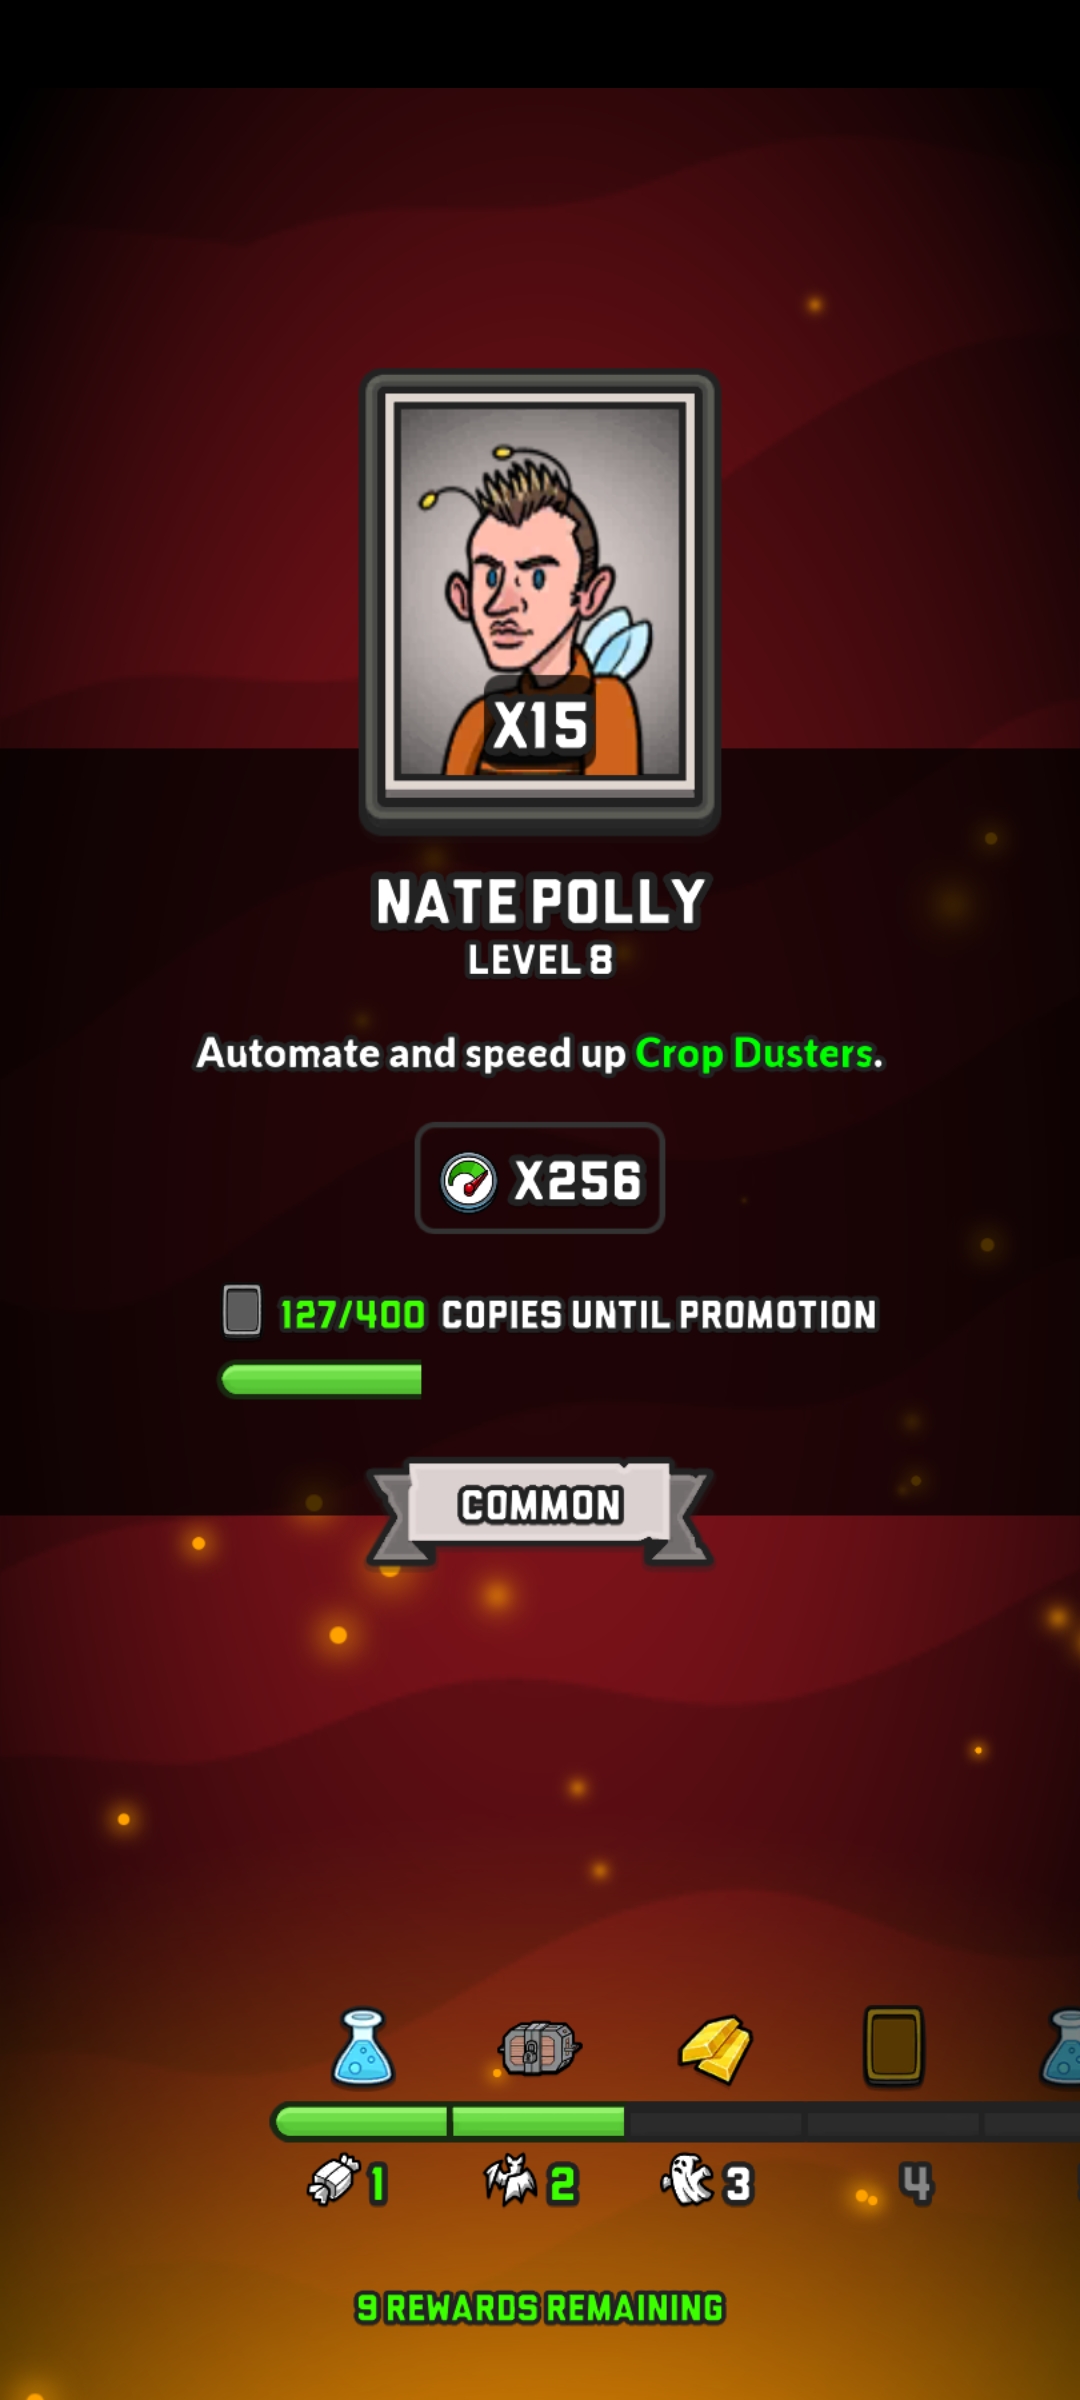 X15
NATE POLLY
LEVEL 8
Automate and speed up Crop Dusters.
X256
127/400 COPIES UNTIL PROMOTION
COMMON
1 2 3 4
9 REWARDS REMAINING